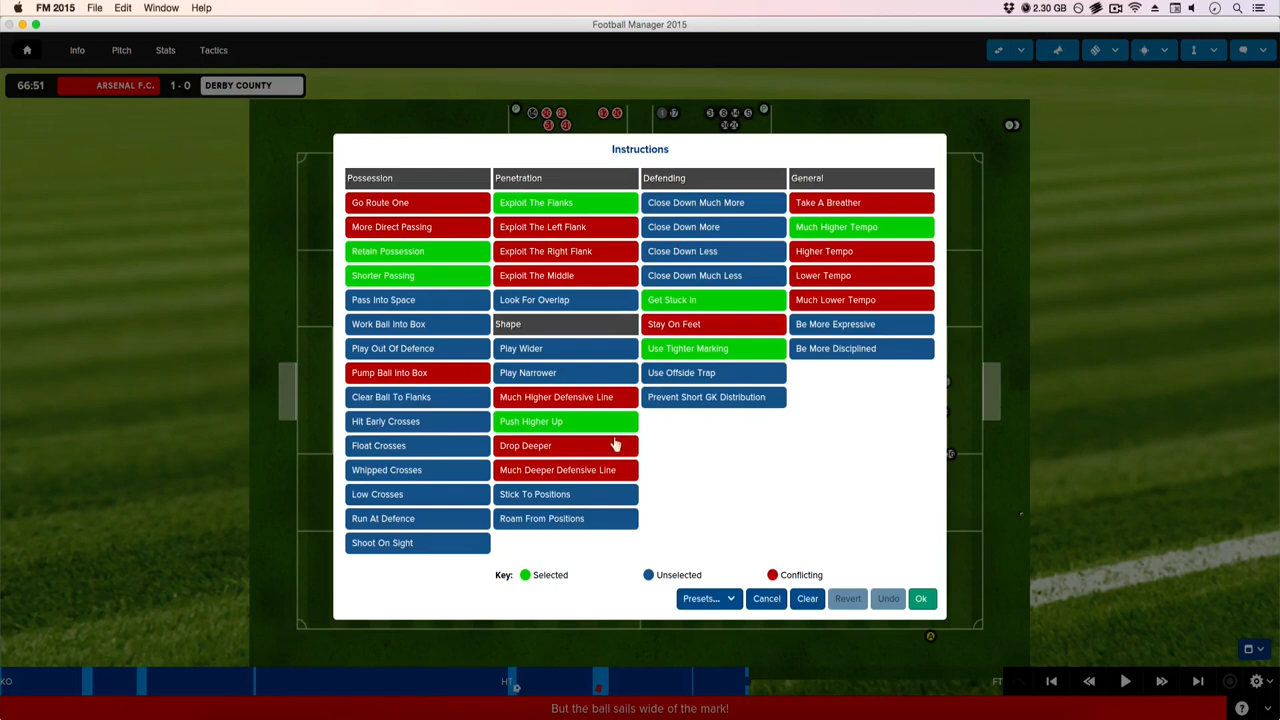 FM 2015 File Edit Window Help 2.30 GB
Football Manager 2015
Info Pitch Stats Tactics
66:51 ARSENAL F.C. 1 - 0 DERBY COUNTY
Instructions
Possession Penetration Defending General
Go Route One Exploit The Flanks Close Down Much More Take A Breather
More Direct Passing Exploit The Left Flank Close Down More Much Higher Tempo
Retain Possession Exploit The Right Flank Close Down Less Higher Tempo
Shorter Passing Exploit The Middle Close Down Much Less Lower Tempo
Pass Into Space Look For Overlap Get Stuck In Much Lower Tempo
Work Ball Into Box Shape Stay On Feet Be More Expressive
Play Out Of Defence Play Wider Use Tighter Marking Be More Disciplined
Pump Ball Into Box Play Narrower Use Offside Trap
Clear Ball To Flanks Much Higher Defensive Line Prevent Short GK Distribution
Hit Early Crosses Push Higher Up
Float Crosses Drop Deeper
Whipped Crosses Much Deeper Defensive Line
Low Crosses Stick To Positions
Run At Defence Roam From Positions
Shoot On Sight
Key: Selected Unselected Conflicting
Presets... Cancel Clear Revert Undo Ok
KO HT FT
But the ball sails wide of the mark!